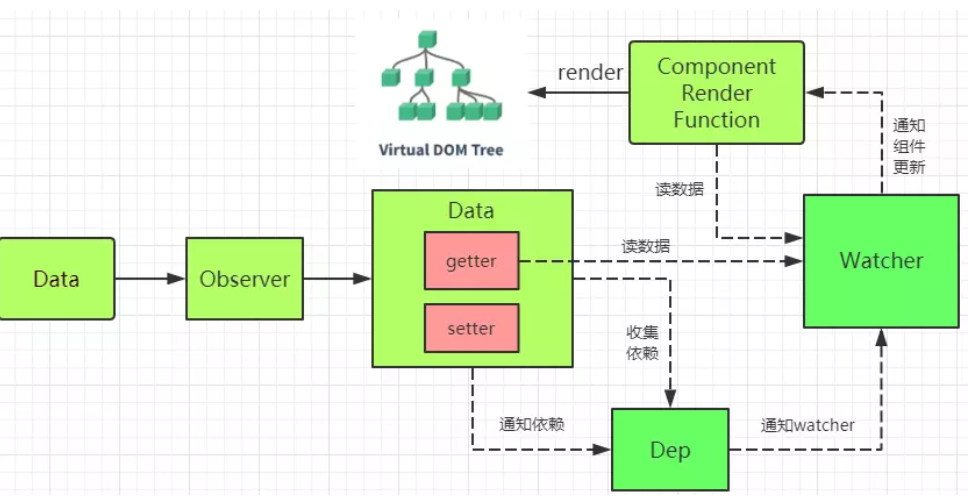 render
Component
Render
Function
Virtual DOM Tree
通知
组件
更新
读数据
Data
Observer
Data
getter
setter
读数据
Watcher
收集
依赖
通知依赖
Dep
通知watcher